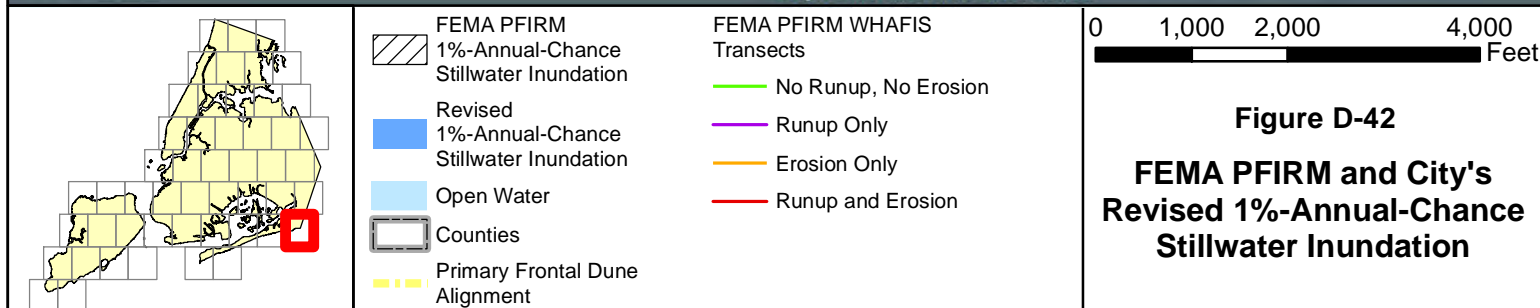 FEMA PFIRM
1%-Annual-Chance
Stillwater Inundation
Revised
1%-Annual-Chance
Stillwater Inundation
Open Water
Counties
Primary Frontal Dune
Alignment
FEMA PFIRM WHAFIS
Transects
No Runup, No Erosion
Runup Only
Erosion Only
Runup and Erosion
0 1,000 2,000 4,000
Feet
Figure D-42
FEMA PFIRM and City's
Revised 1%-Annual-Chance
Stillwater Inundation